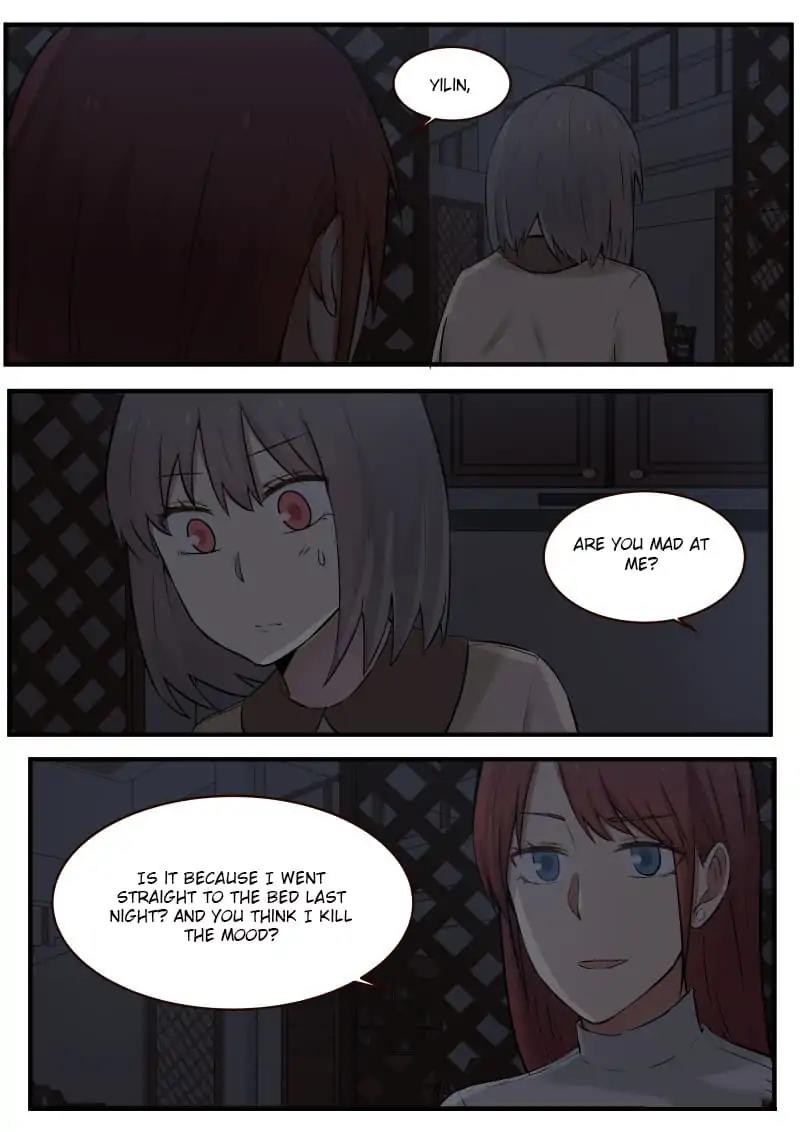 YILIN,
ARE YOU MAD AT
ME?
IS IT BECAUSE I WENT
STRAIGHT TO THE BED LAST
NIGHT? AND YOU THINK I KILL
THE MOOD?